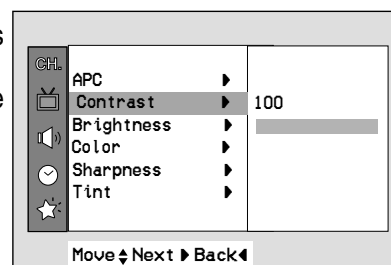 s
e
CH.
APC
Contrast 100
Brightness
Color
Sharpness
Tint
Move Next Back